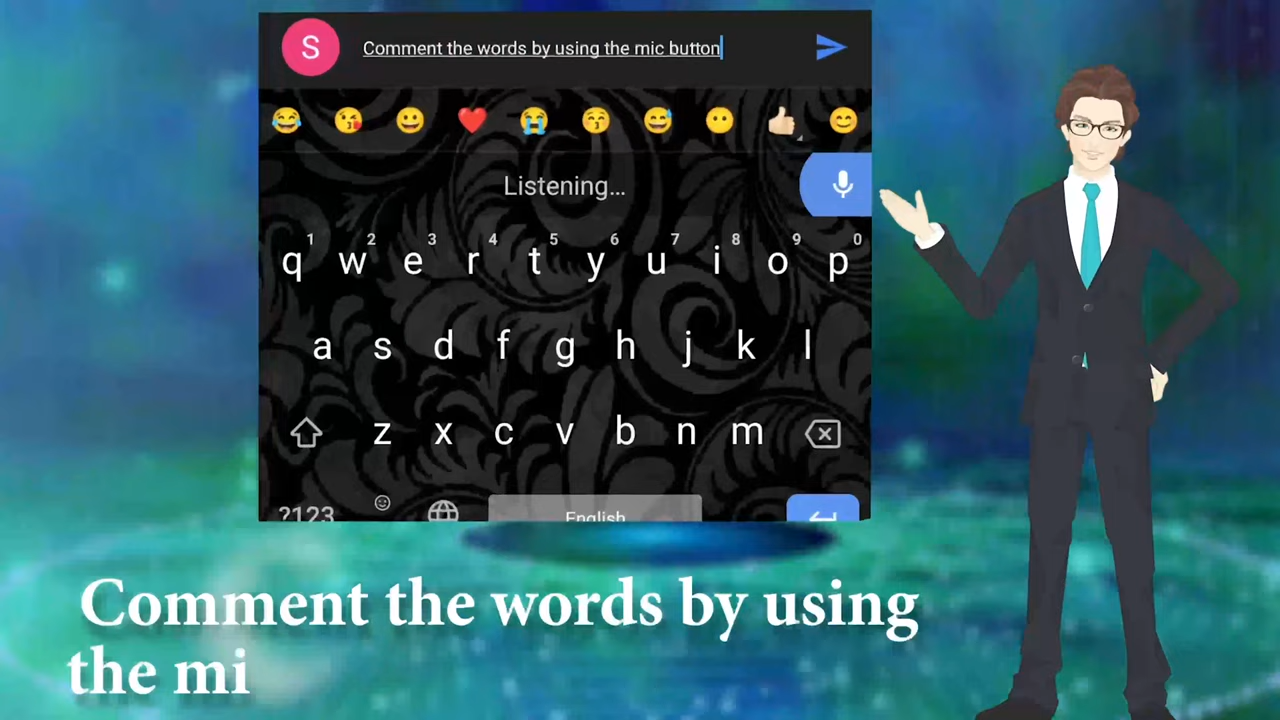 S Comment the words by using the mic button
Listening...
1 2 3 4 5 6 7 8 9 0
q w e r t y u i o p
a s d f g h j k l
z x c v b n m
?123 English
Comment the words by using
the mi